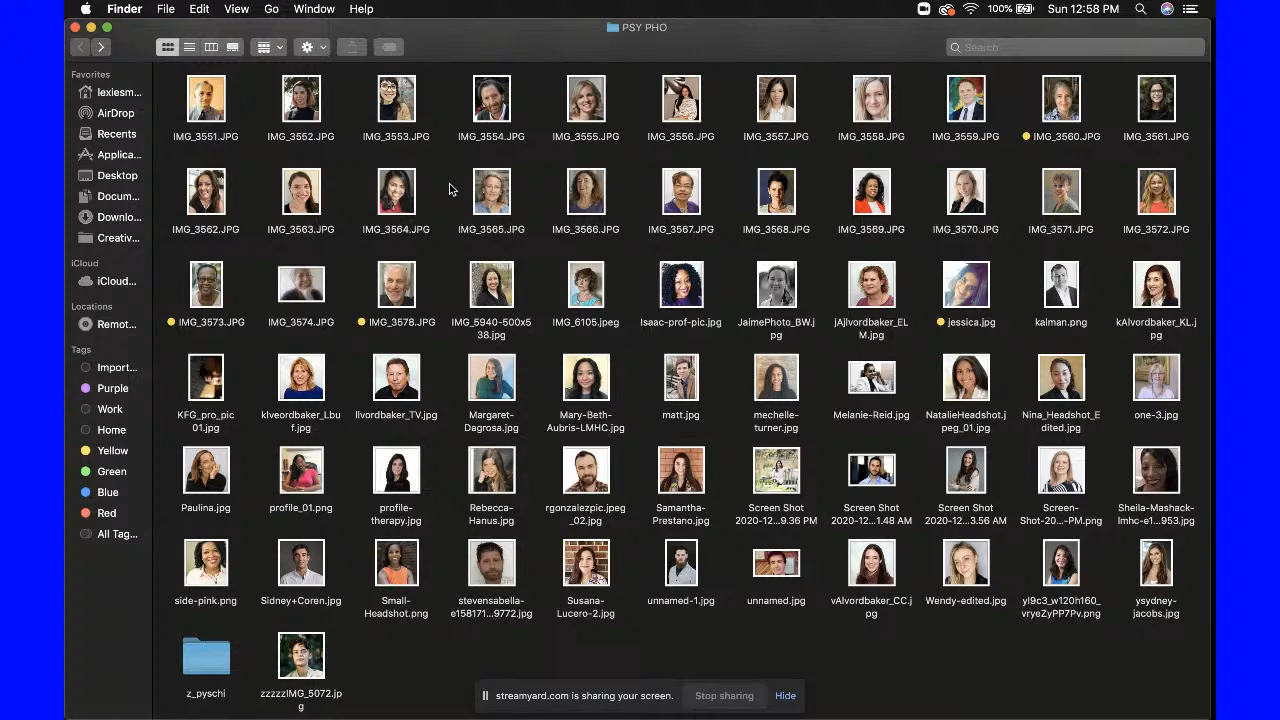 Finder File Edit View Go Window Help 100% Sun 12:58 PM
PSY PHO
Search
Favorites
lexiesm...
AirDrop
Recents
Applica...
Desktop
Docum...
Downlo...
Creativ...
iCloud
iCloud...
Locations
Remot...
Tags
Import...
Purple
Work
Home
Yellow
Green
Blue
Red
All Tag...
IMG_3551.JPG IMG_3552.JPG IMG_3553.JPG IMG_3554.JPG IMG_3555.JPG IMG_3556.JPG IMG_3557.JPG IMG_3558.JPG IMG_3559.JPG IMG_3560.JPG IMG_3561.JPG
IMG_3562.JPG IMG_3563.JPG IMG_3564.JPG IMG_3565.JPG IMG_3566.JPG IMG_3567.JPG IMG_3568.JPG IMG_3569.JPG IMG_3570.JPG IMG_3571.JPG IMG_3572.JPG
IMG_3573.JPG IMG_3574.JPG IMG_3578.JPG IMG_5940-500x5 IMG_6105.jpeg Isaac-prof-pic.jpg JaimePhoto_BW.j jAjlvordbaker_EL jessica.jpg kalman.png kAlvordbaker_KL.j
38.jpg pg M.jpg pg
KFG_pro_pic klveordbaker_Lbu llvordbaker_TV.jpg Margaret- Mary-Beth- matt.jpg mechelle- Melanie-Reid.jpg NatalieHeadshot.j Nina_Headshot_E one-3.jpg
01.jpg f.jpg Dagrosa.jpg Aubris-LMHC.jpg turner.jpg peg_01.jpg dited.jpg
Paulina.jpg profile_01.png profile- Rebecca- rgonzalezpic.jpeg Samantha- Screen Shot Screen Shot Screen Shot Screen- Sheila-Mashack-
therapy.jpg Hanus.jpg _02.jpg Prestano.jpg 2020-12...9.36 PM 2020-12...1.48 AM 2020-12...3.56 AM Shot-20...-PM.png lmhc-e1...953.jpg
side-pink.png Sidney+Coren.jpg Small- stevensabella- Susana- unnamed-1.jpg unnamed.jpg vAlvordbaker_CC.j Wendy-edited.jpg yl9c3_w120h160_ ysydney-
Headshot.png e158171...9772.jpg Lucero-2.jpg pg vryeZyPP7Pv.png jacobs.jpg
z_pyschi zzzzzIMG_5072.jp
g
streamyard.com is sharing your screen. Stop sharing Hide